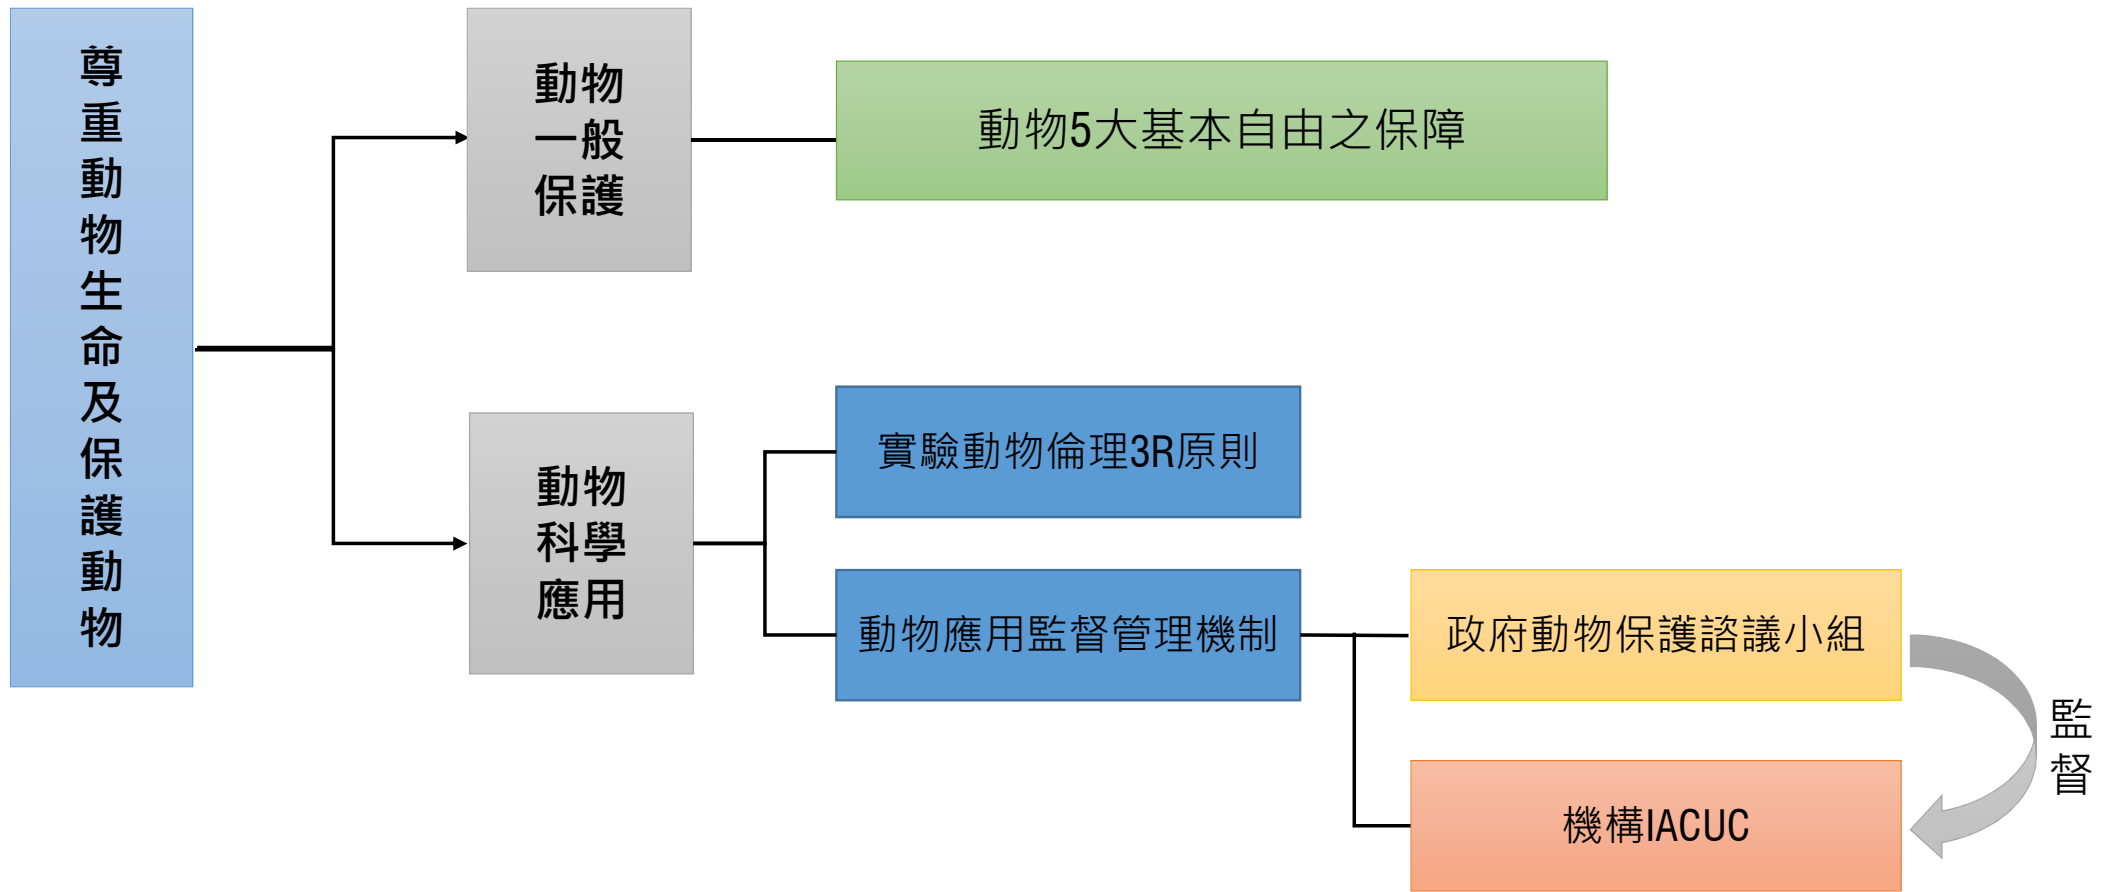 尊重動物生命及保護動物
動物
一般
保護
動物5大基本自由之保障
動物
科學
應用
實驗動物倫理3R原則
動物應用監督管理機制
政府動物保護諮議小組
機構IACUC
監督